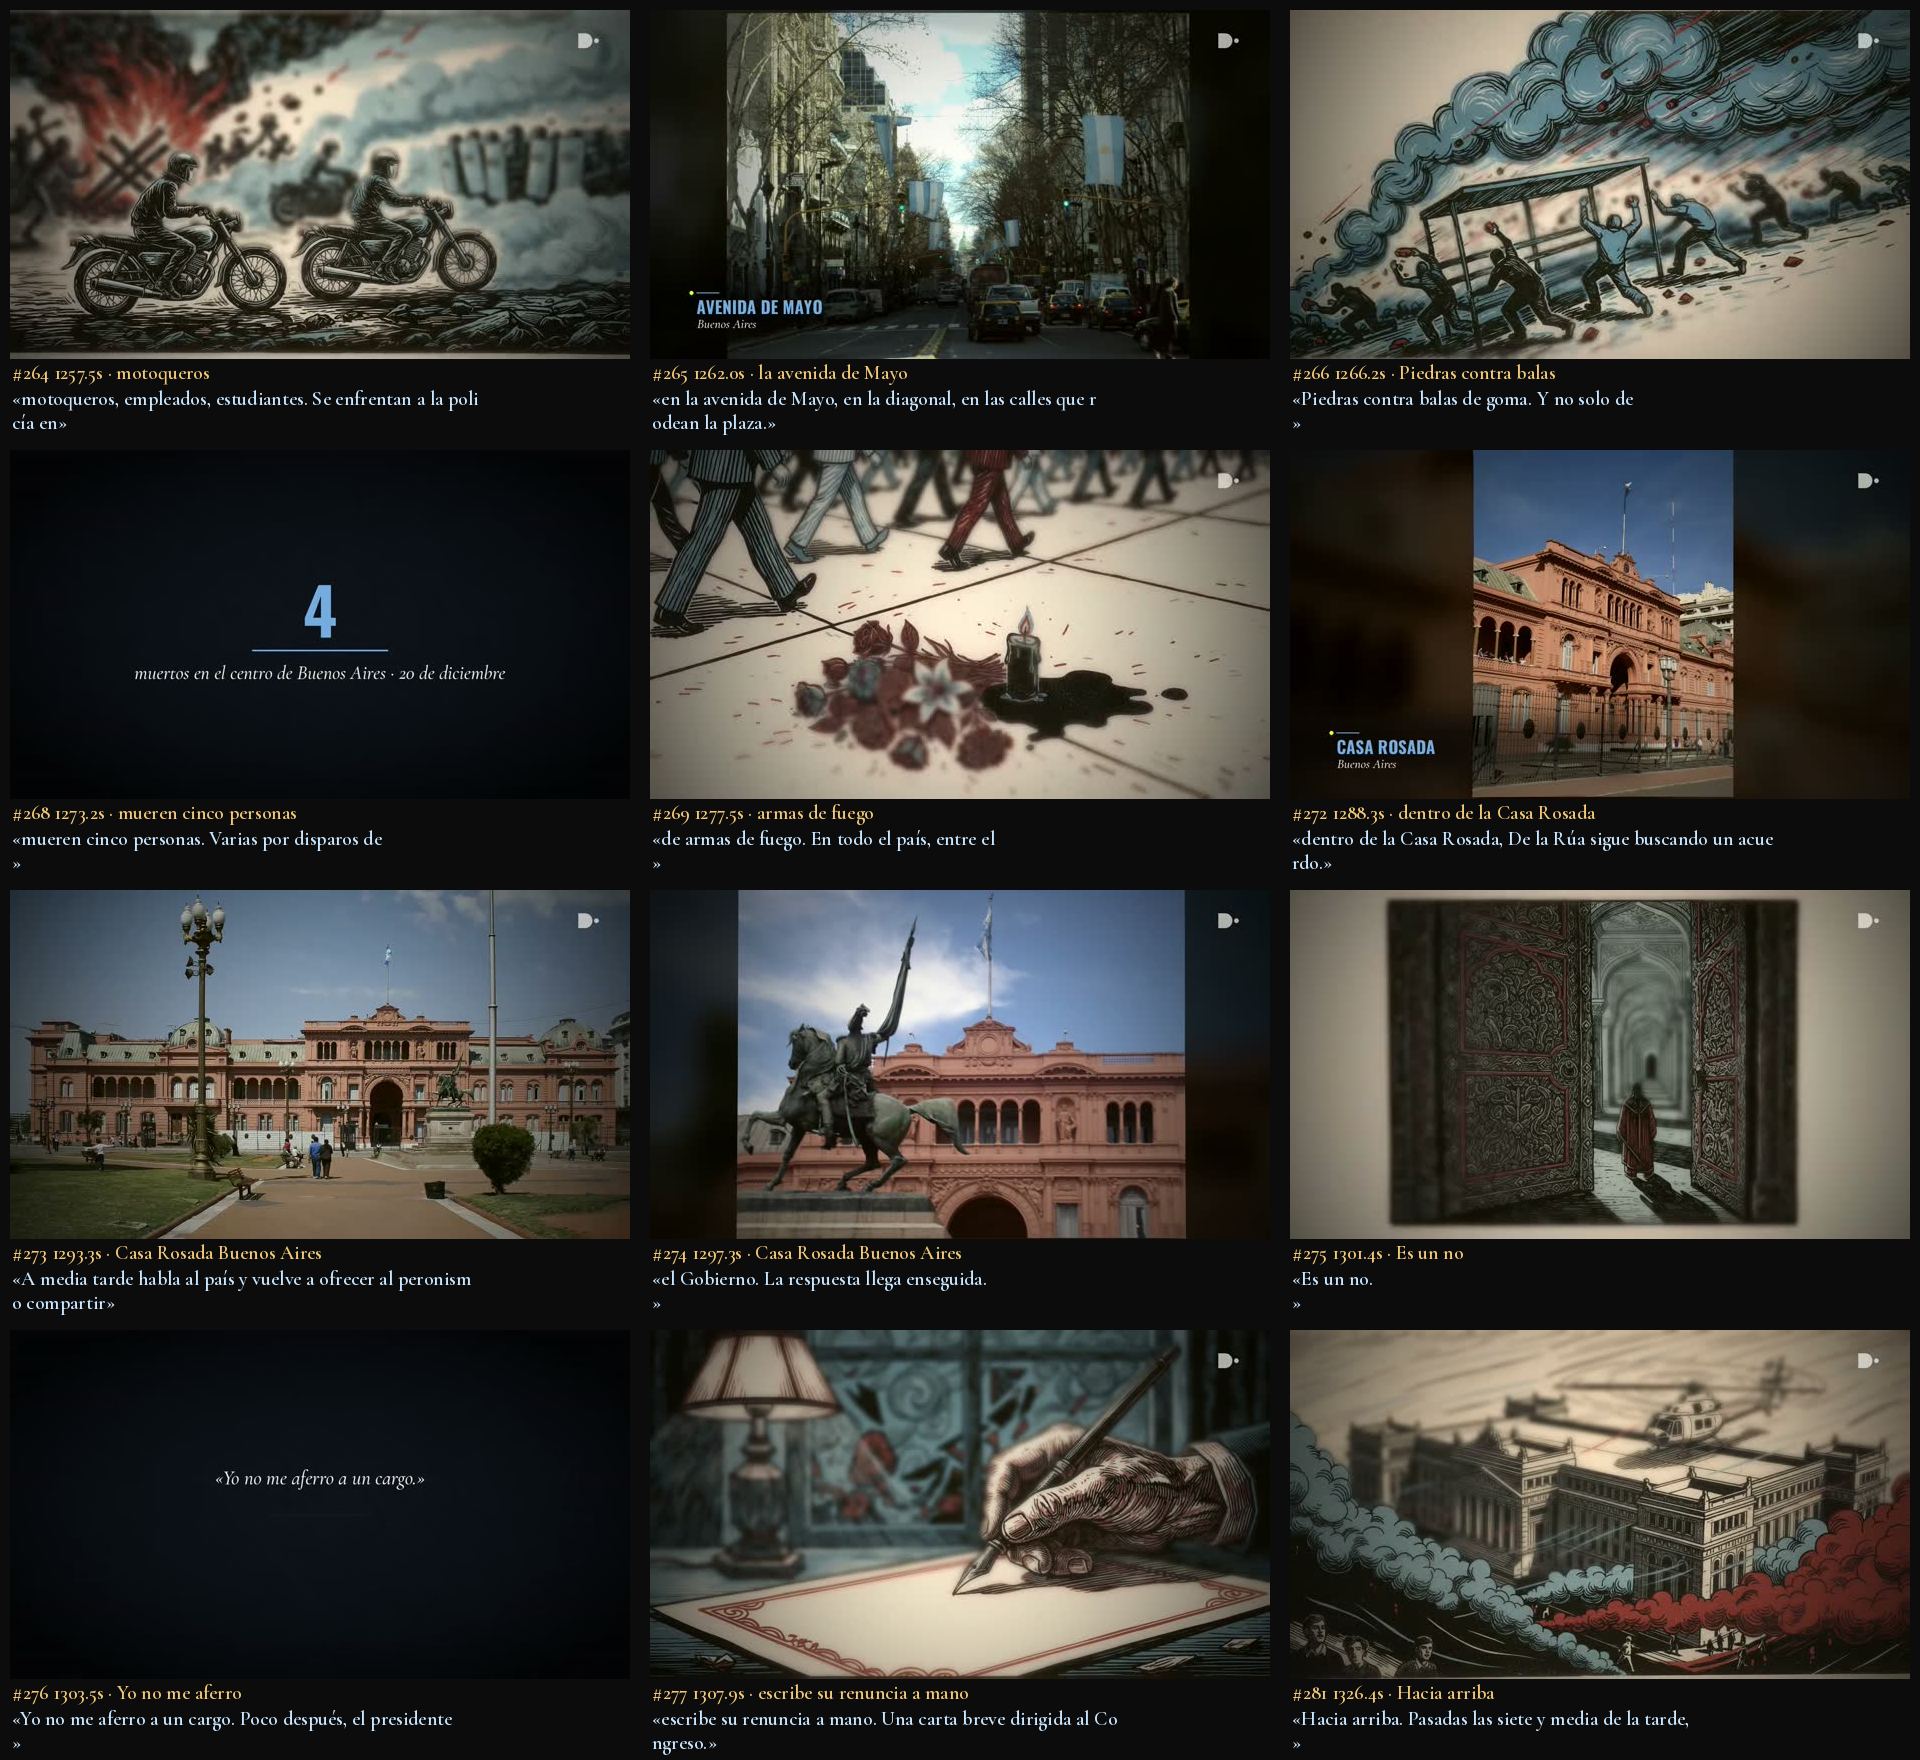 AVENIDA DE MAYO
Buenos Aires
#264 1257.5s · motoqueros
«motoqueros, empleados, estudiantes. Se enfrentan a la poli
cía en»
#265 1262.0s · la avenida de Mayo
«en la avenida de Mayo, en la diagonal, en las calles que r
odean la plaza.»
#266 1266.2s · Piedras contra balas
«Piedras contra balas de goma. Y no solo de
»
4
muertos en el centro de Buenos Aires · 20 de diciembre
CASA ROSADA
Buenos Aires
#268 1273.2s · mueren cinco personas
«mueren cinco personas. Varias por disparos de
»
#269 1277.5s · armas de fuego
«de armas de fuego. En todo el país, entre el
»
#272 1288.3s · dentro de la Casa Rosada
«dentro de la Casa Rosada, De la Rúa sigue buscando un acue
rdo.»
#273 1293.3s · Casa Rosada Buenos Aires
«A media tarde habla al país y vuelve a ofrecer al peronism
o compartir»
#274 1297.3s · Casa Rosada Buenos Aires
«el Gobierno. La respuesta llega enseguida.
»
#275 1301.4s · Es un no
«Es un no.
»
«Yo no me aferro a un cargo.»
#276 1303.5s · Yo no me aferro
«Yo no me aferro a un cargo. Poco después, el presidente
»
#277 1307.9s · escribe su renuncia a mano
«escribe su renuncia a mano. Una carta breve dirigida al Co
ngreso.»
#281 1326.4s · Hacia arriba
«Hacia arriba. Pasadas las siete y media de la tarde,
»